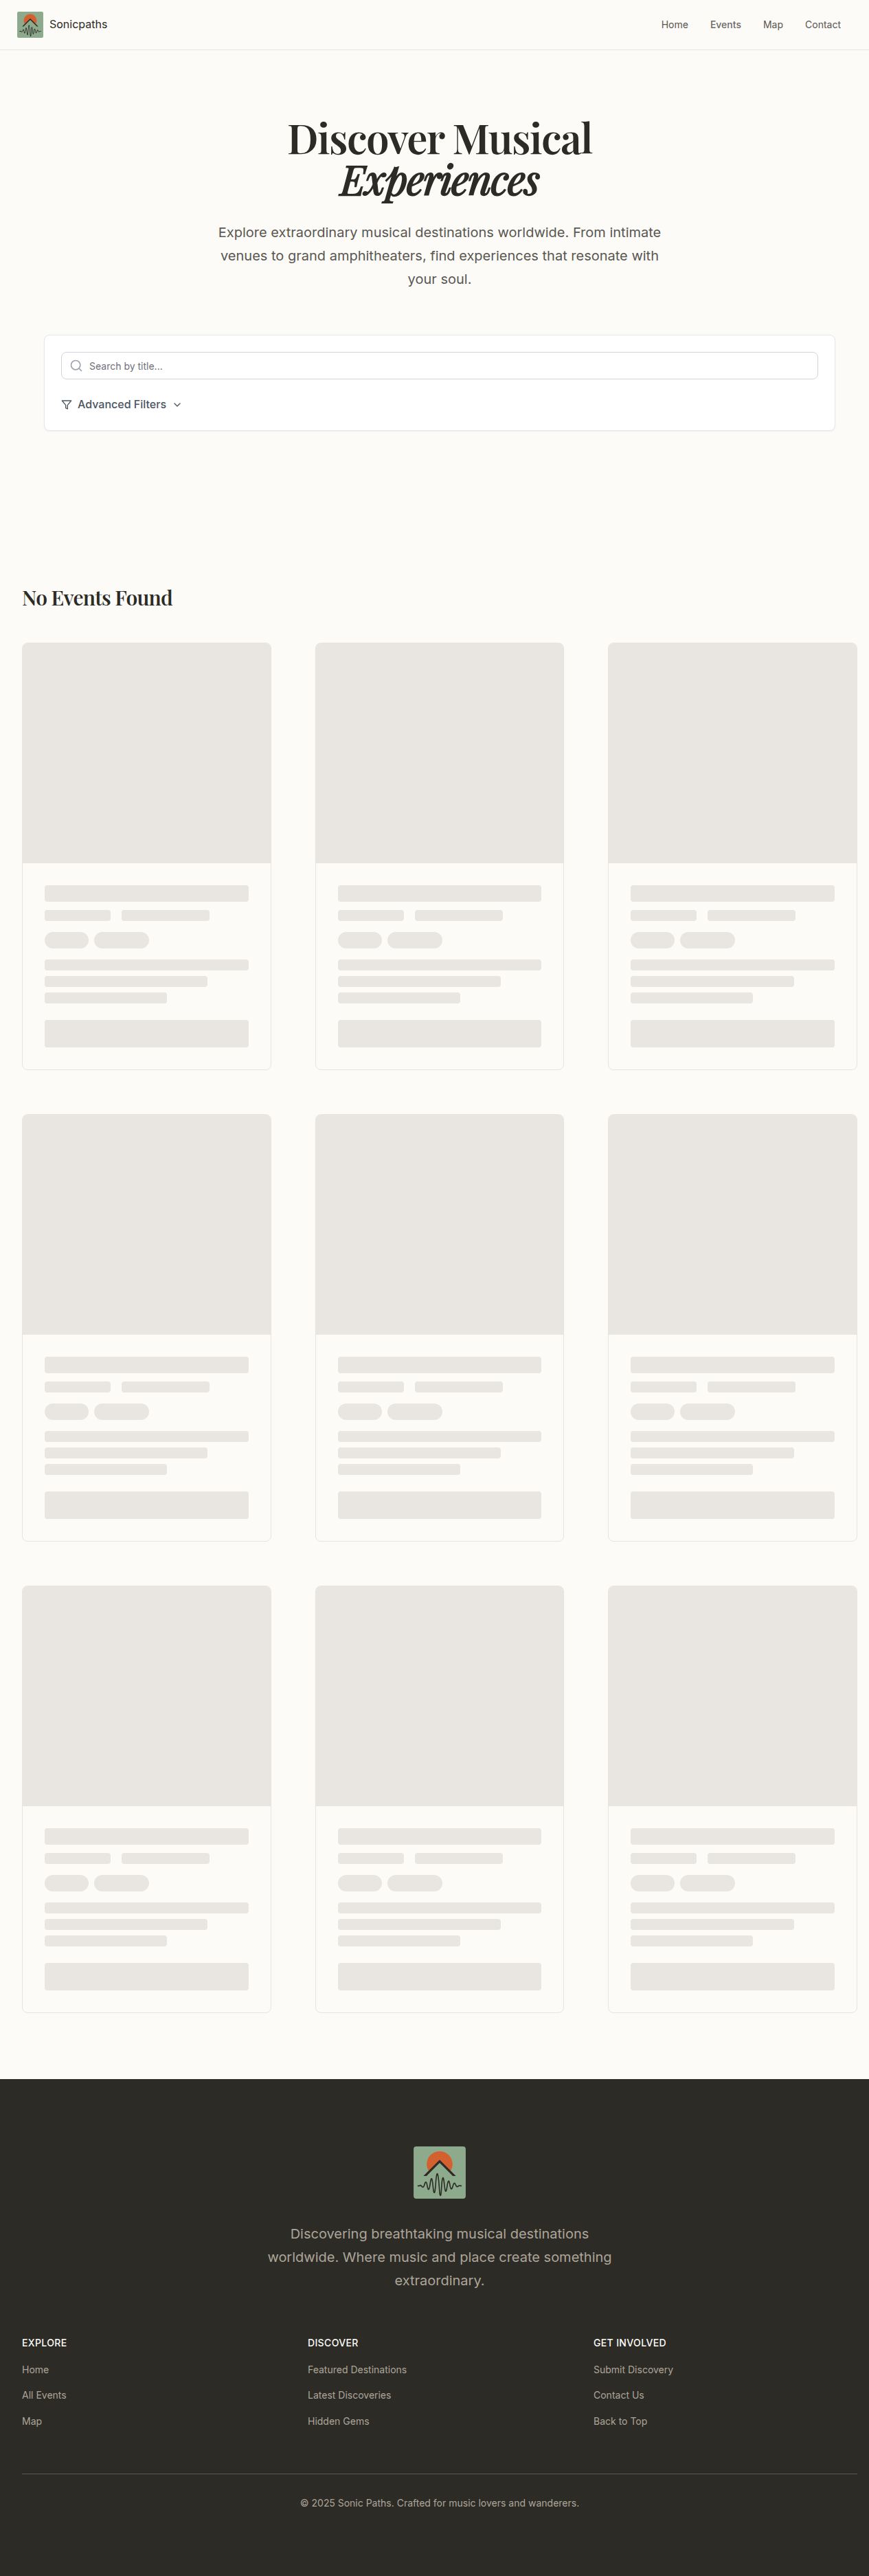 Sonicpaths
Home Events Map Contact
Discover Musical
Experiences
Explore extraordinary musical destinations worldwide. From intimate
venues to grand amphitheaters, find experiences that resonate with
your soul.
Search by title...
Advanced Filters
No Events Found
Discovering breathtaking musical destinations
worldwide. Where music and place create something
extraordinary.
EXPLORE
Home
All Events
Map
DISCOVER
Featured Destinations
Latest Discoveries
Hidden Gems
GET INVOLVED
Submit Discovery
Contact Us
Back to Top
© 2025 Sonic Paths. Crafted for music lovers and wanderers.